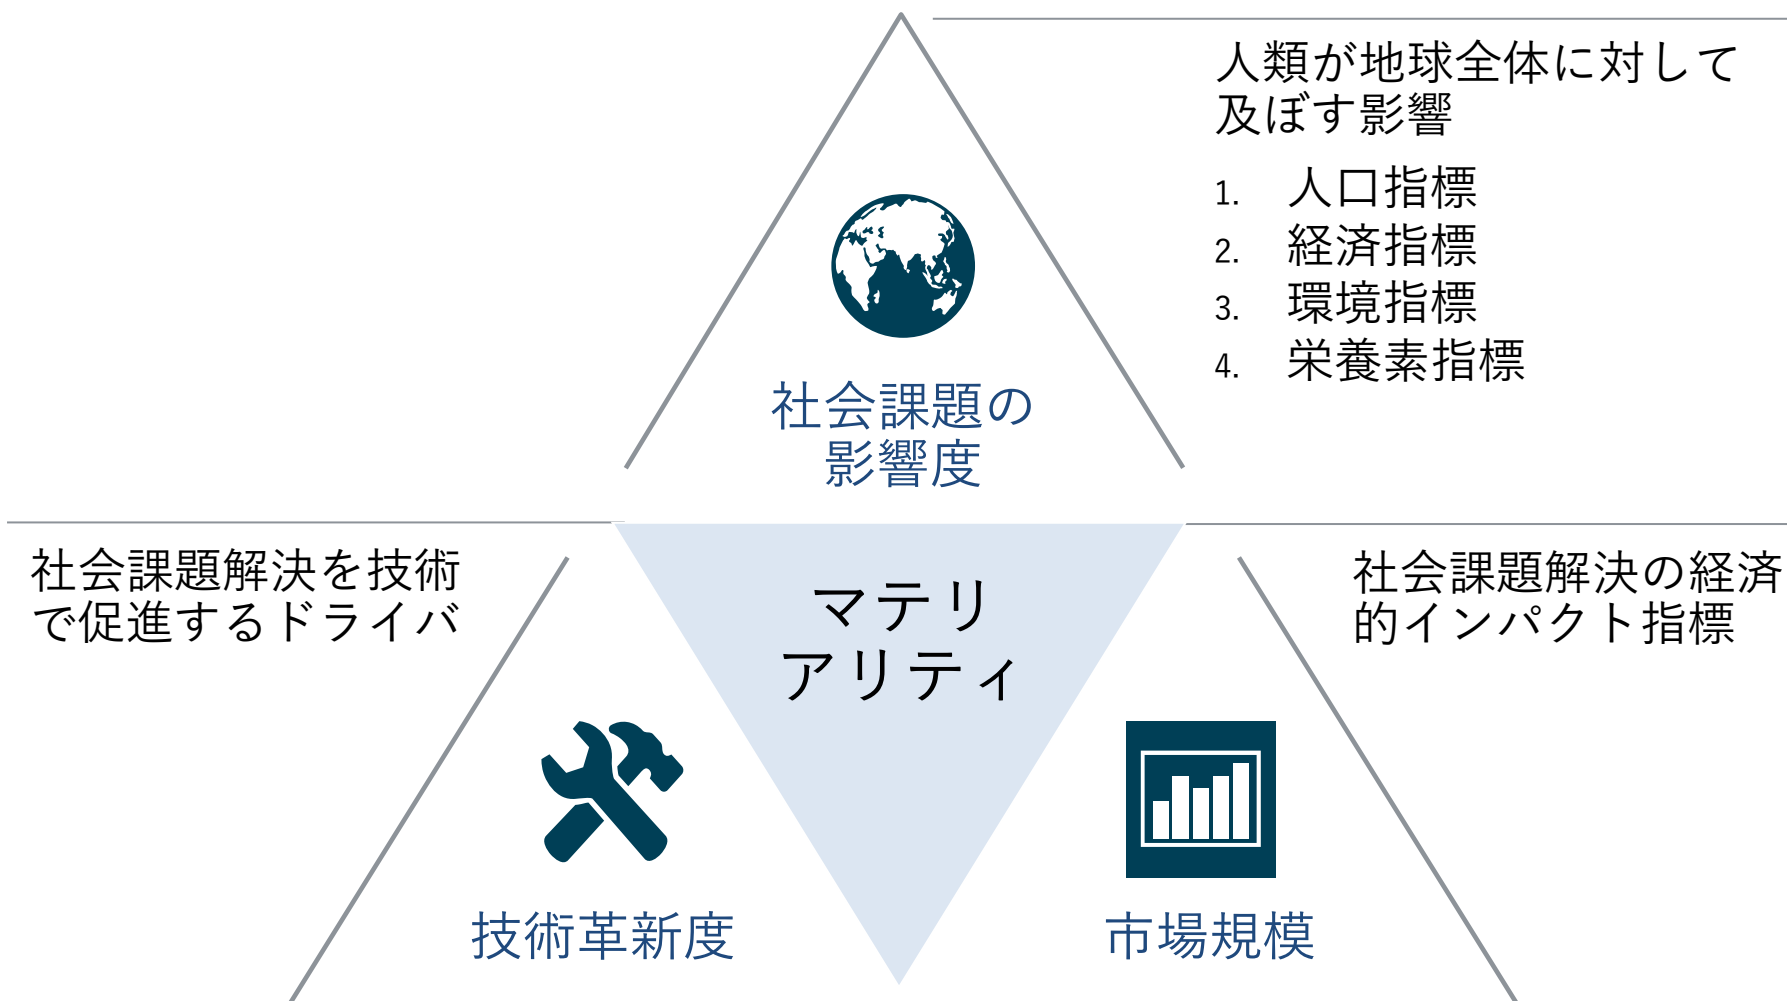 人類が地球全体に対して
及ぼす影響
1. 人口指標
2. 経済指標
3. 環境指標
4. 栄養素指標
社会課題の
影響度
社会課題解決を技術
で促進するドライバ
マテリ
アリティ
社会課題解決の経済
的インパクト指標
技術革新度
市場規模